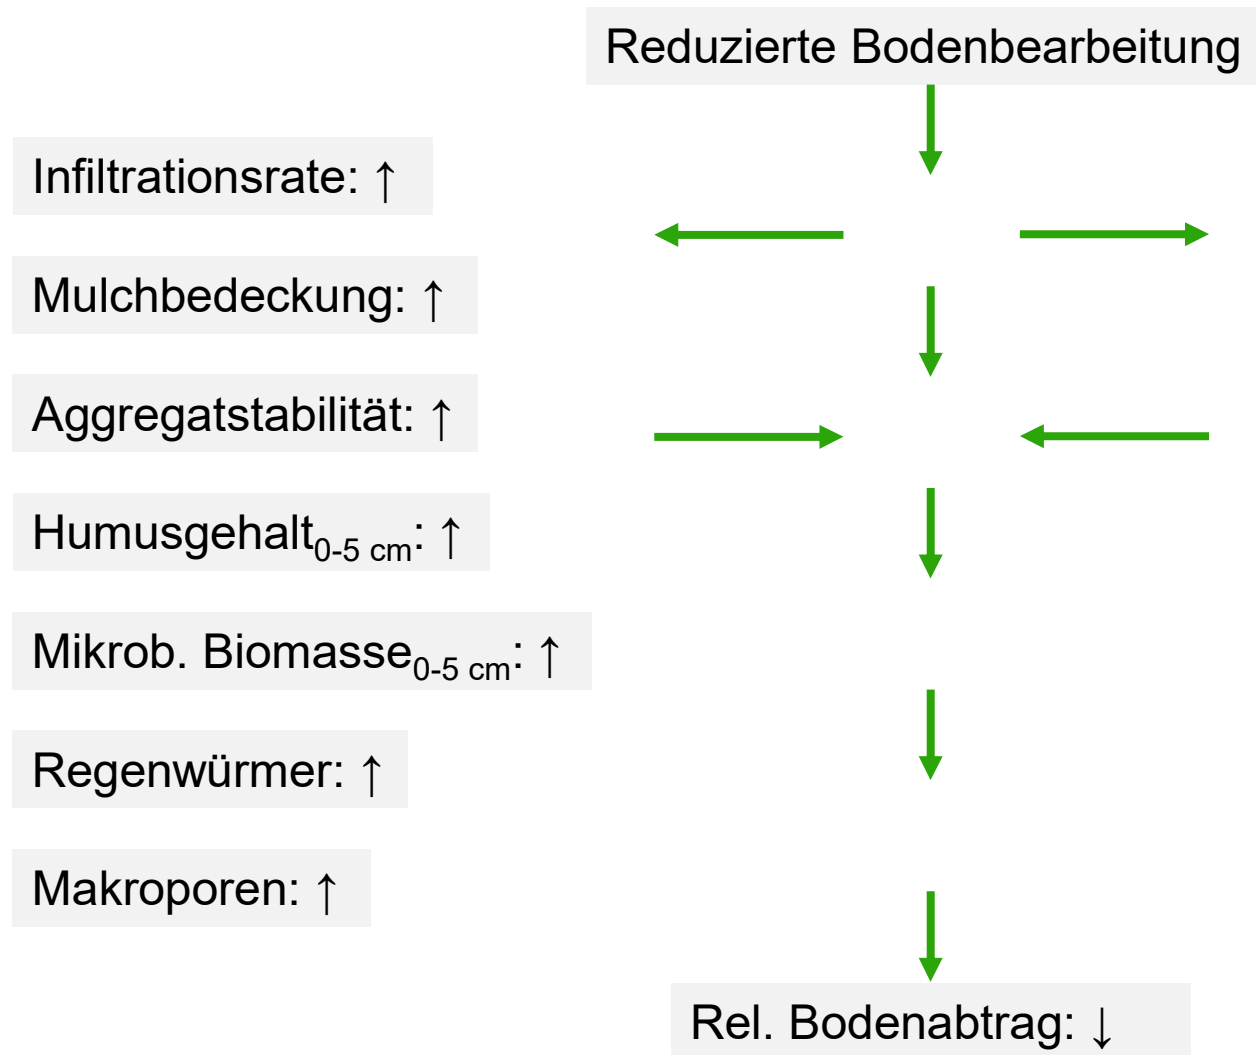 Reduzierte Bodenbearbeitung
Infiltrationsrate: ↑
Mulchbedeckung: ↑
Aggregatstabilität: ↑
Humusgehalt0-5 cm: ↑
Mikrob. Biomasse0-5 cm: ↑
Regenwürmer: ↑
Makroporen: ↑
Rel. Bodenabtrag: ↓